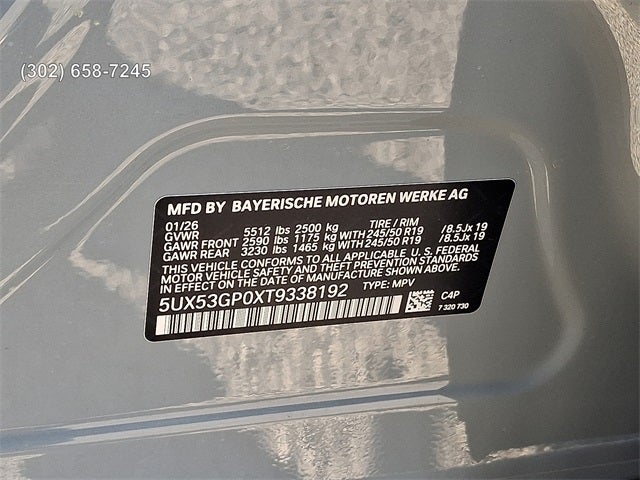 (302) 658-7245
MFD BY BAYERISCHE MOTOREN WERKE AG
01/26 TIRE / RIM
GVWR 5512 lbs 2500 kg
GAWR FRONT 2590 lbs 1175 kg WITH 245/50 R19 /8.5Jx 19
GAWR REAR 3230 lbs 1465 kg WITH 245/50 R19 /8.5Jx 19
THIS VEHICLE CONFORMS TO ALL APPLICABLE U.S. FEDERAL
MOTOR VEHICLE SAFETY, BUMPER, AND THEFT PREVENTION STANDARDS
IN EFFECT ON THE DATE OF MANUFACTURE SHOWN ABOVE.
5UX53GP0XT9338192 TYPE: MPV
C4P
7 320 730